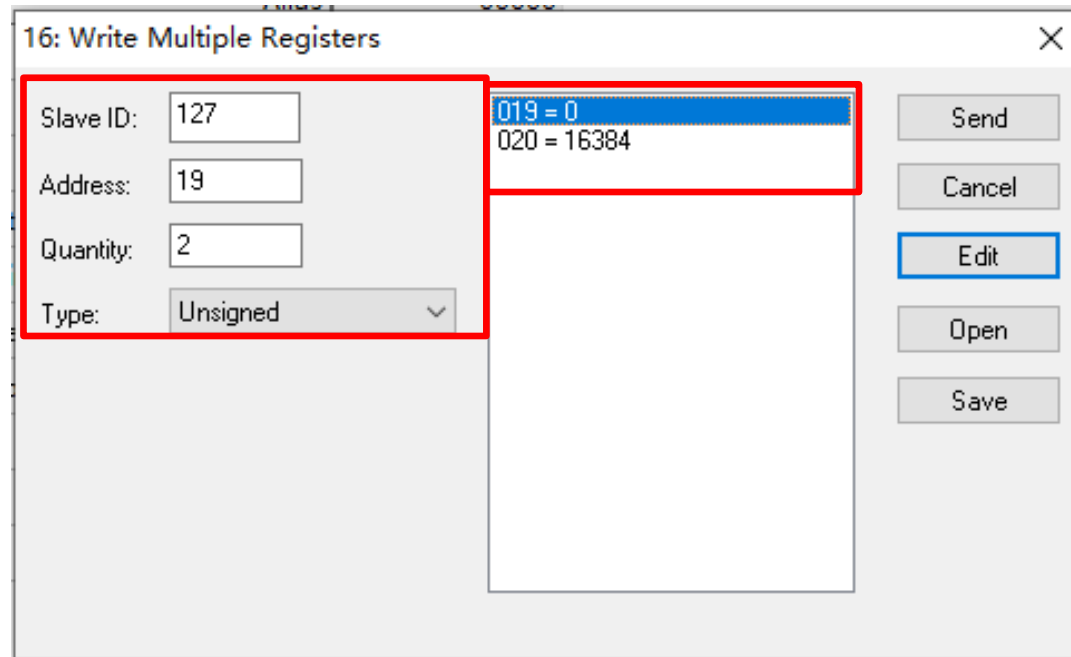 16: Write Multiple Registers
Slave ID: 127
Address: 19
Quantity: 2
Type: Unsigned
019 = 0
020 = 16384
Send
Cancel
Edit
Open
Save